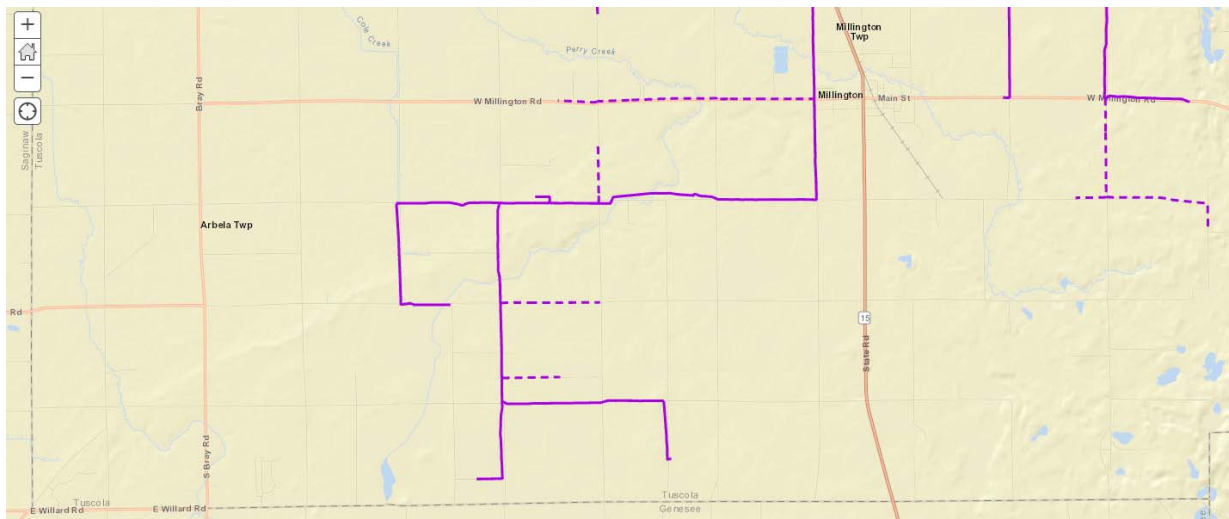 +
−
Cole
Creek
Perry Creek
Millington
Twp
Bray Rd
W Millington Rd
Millington
Main St
W Millington Rd
Saginaw
Tuscola
Arbela Twp
Rd
15
State Rd
S Bray Rd
Tuscola
Tuscola
Genesee
E Willard Rd
E Willard Rd